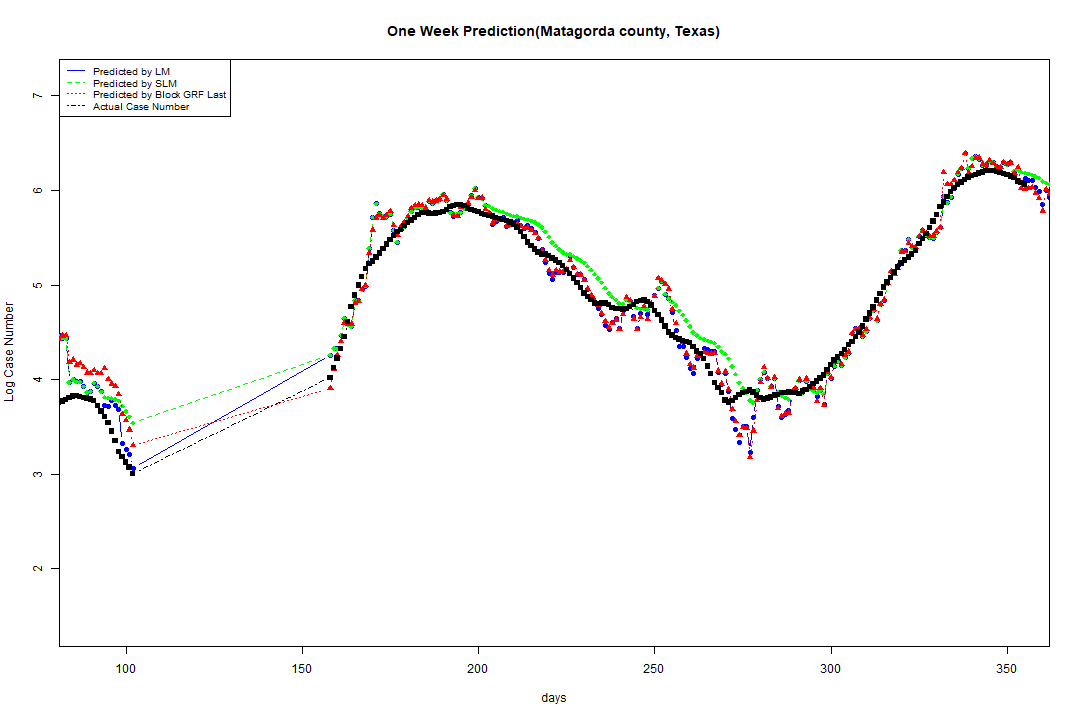 One Week Prediction(Matagorda county, Texas)
Predicted by LM
Predicted by SLM
Predicted by Block GRF Last
Actual Case Number
Log Case Number
7
6
5
4
3
2
100 150 200 250 300 350
days